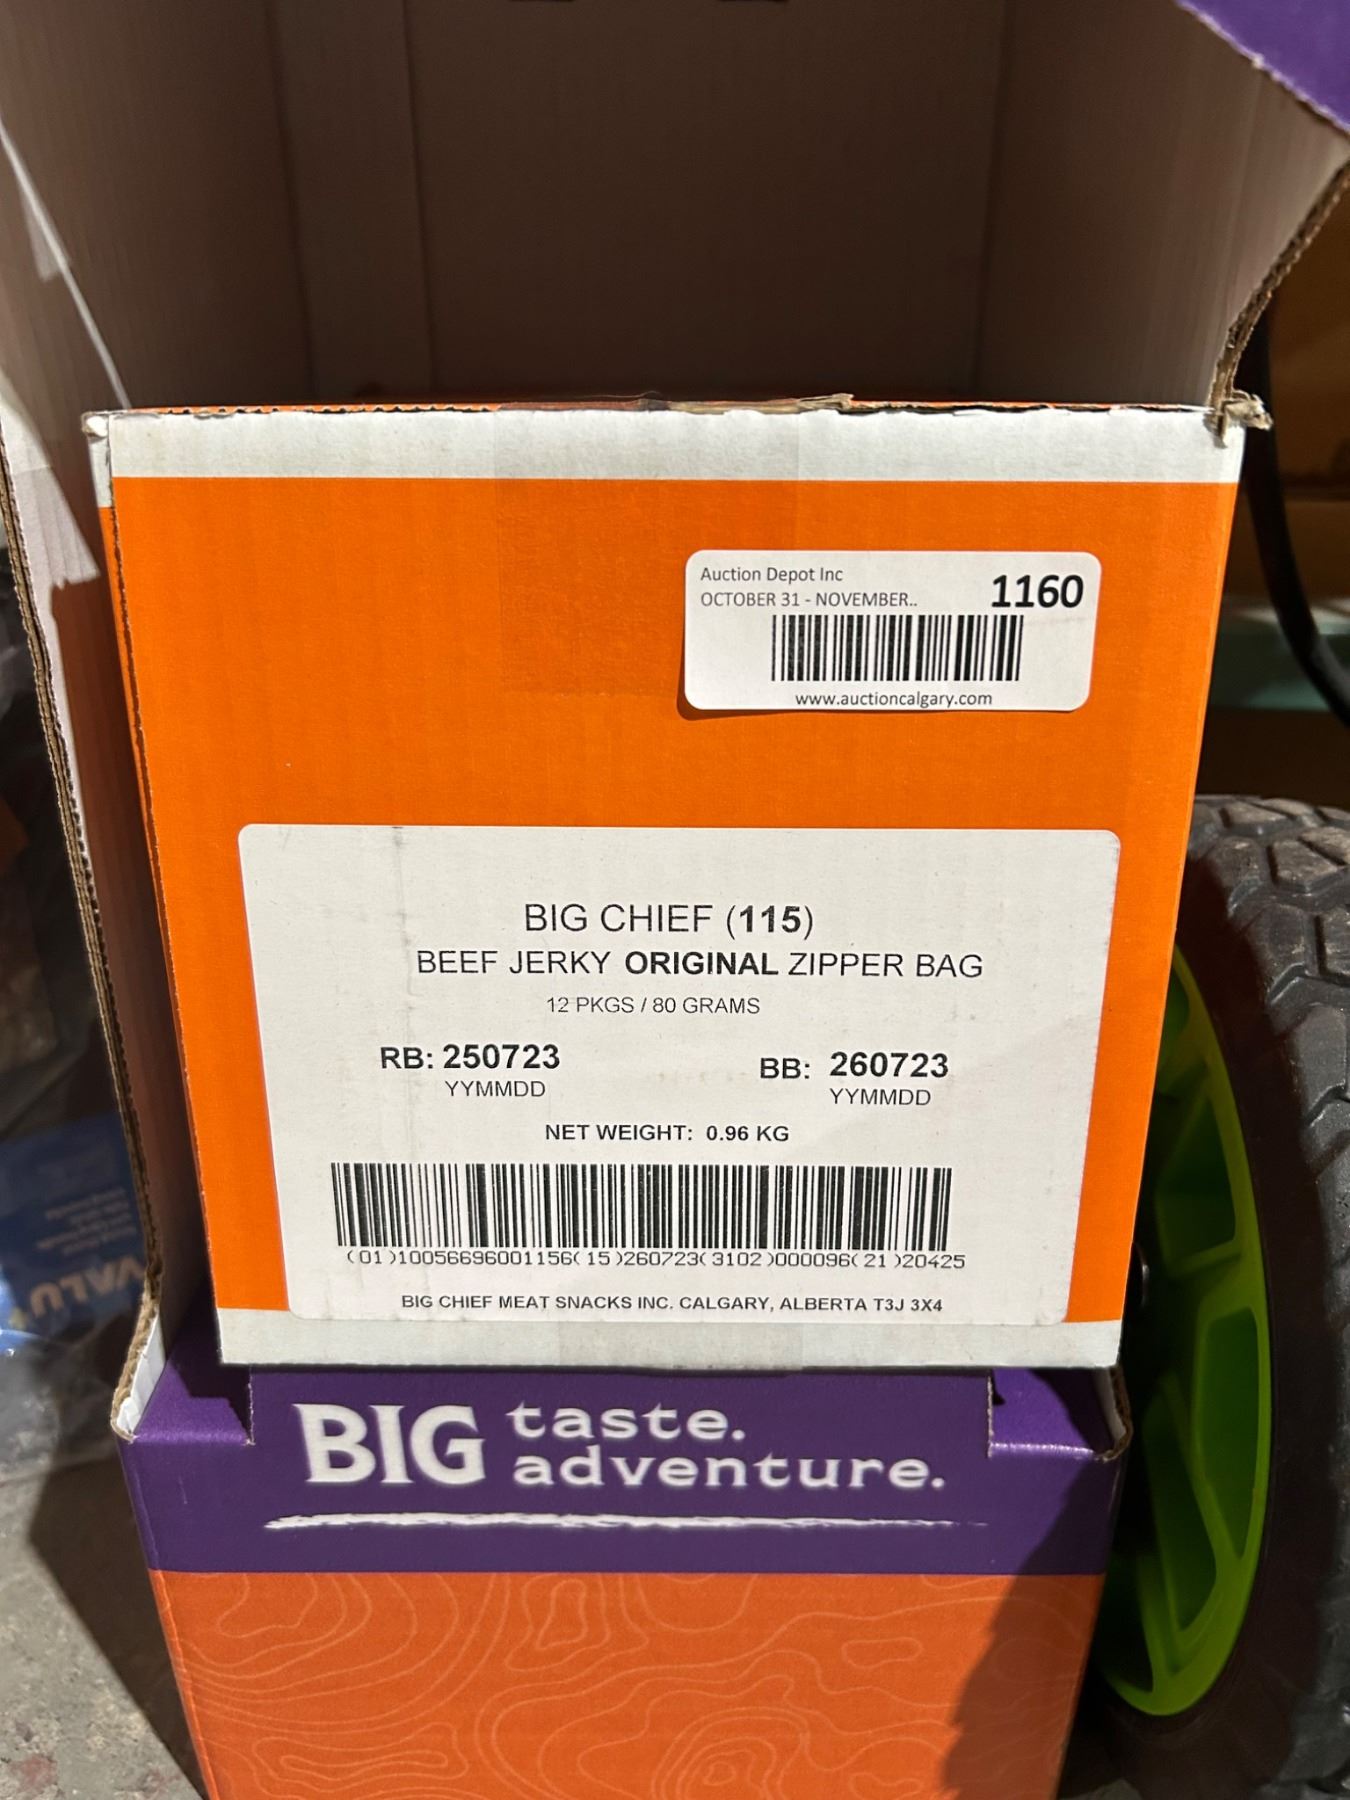 Auction Depot Inc
1160
OCTOBER 31 - NOVEMBER..
www.auctioncalgary.com
BIG CHIEF (115)
BEEF JERKY ORIGINAL ZIPPER BAG
12 PKGS / 80 GRAMS
RB: 250723
YYMMDD
BB: 260723
YYMMDD
NET WEIGHT: 0.96 KG
(01)10056696001156(15)260723(3102)000096(21)20425
BIG CHIEF MEAT SNACKS INC. CALGARY, ALBERTA T3J 3X4
BIG taste.
adventure.
VALU